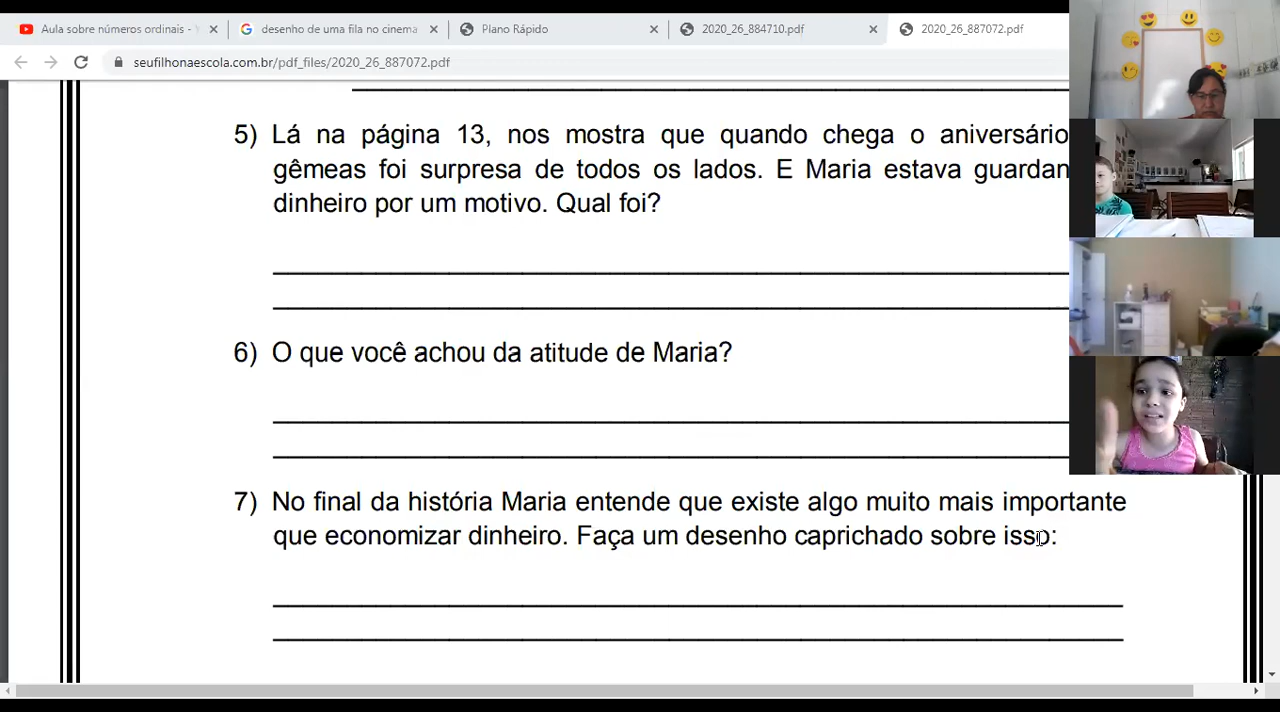 Aula sobre números ordinais - Y
desenho de uma fila no cinema
Plano Rápido
2020_26_884710.pdf
2020_26_887072.pdf
seufilhonaescola.com.br/pdf_files/2020_26_887072.pdf
5) Lá na página 13, nos mostra que quando chega o aniversário
gêmeas foi surpresa de todos os lados. E Maria estava guardan
dinheiro por um motivo. Qual foi?
6) O que você achou da atitude de Maria?
7) No final da história Maria entende que existe algo muito mais importante
que economizar dinheiro. Faça um desenho caprichado sobre isso: